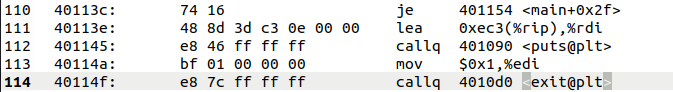 110 40113c: 74 16 je 401154 <main+0x2f>
111 40113e: 48 8d 3d c3 0e 00 00 lea 0xec3(%rip),%rdi
112 401145: e8 46 ff ff ff callq 401090 <puts@plt>
113 40114a: bf 01 00 00 00 mov $0x1,%edi
114 40114f: e8 7c ff ff ff callq 4010d0 <exit@plt>